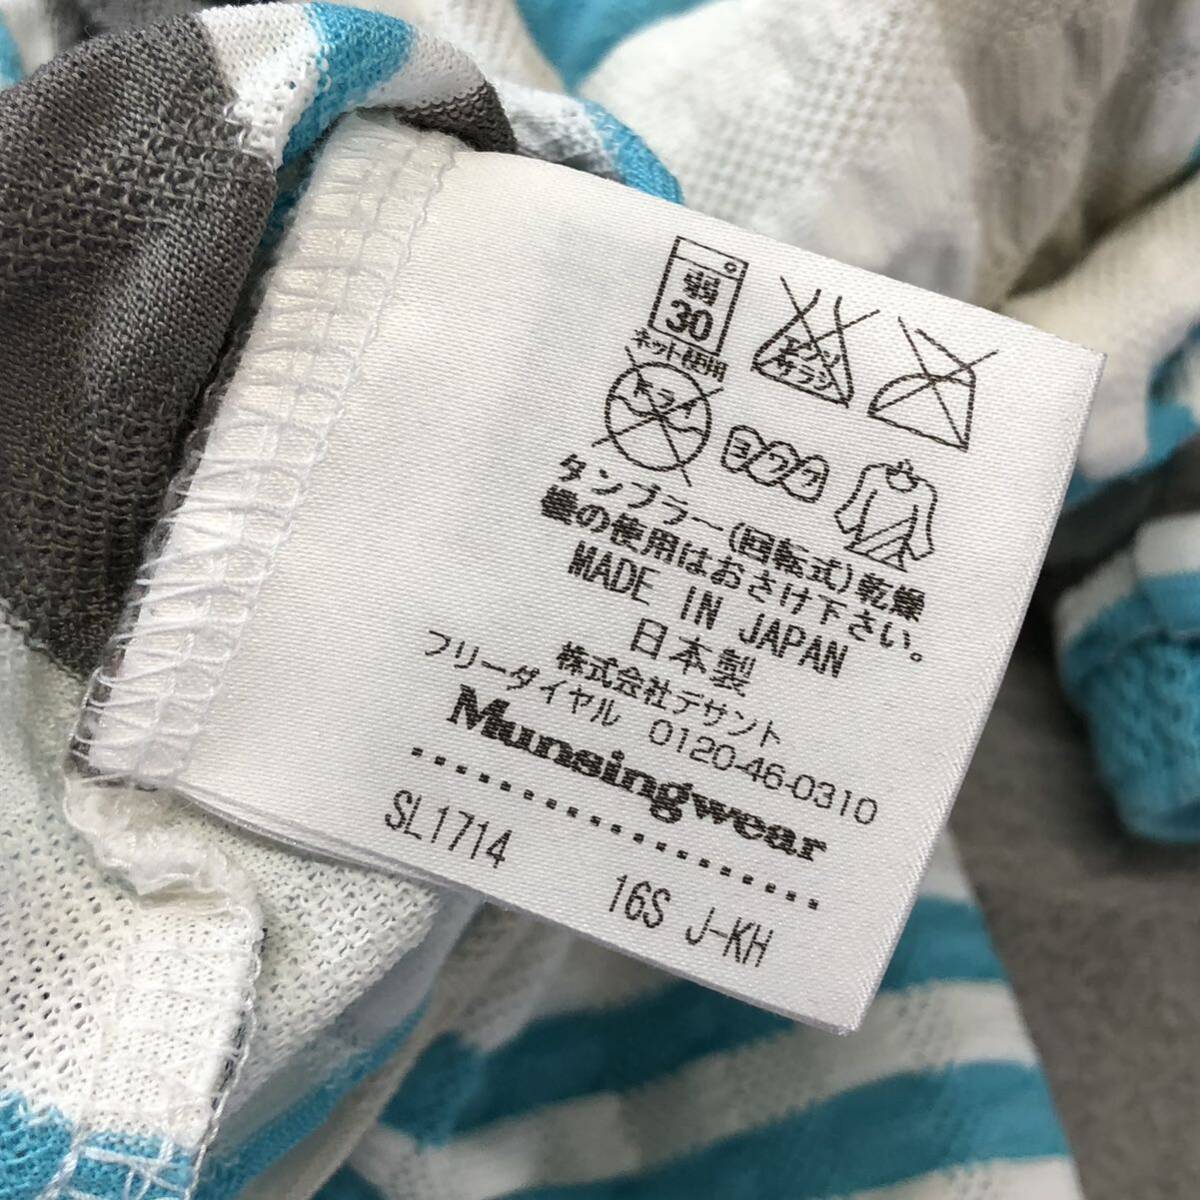 弱
30
ネット使用
エンソ
サラシ
ドライ
ヨワク
タンブラー(回転式)乾燥
機の使用はおさけ下さい。
MADE IN JAPAN
日本製
株式会社デサント
フリーダイヤル 0120-46-0310
Munsingwear
SL1714
16S J-KH